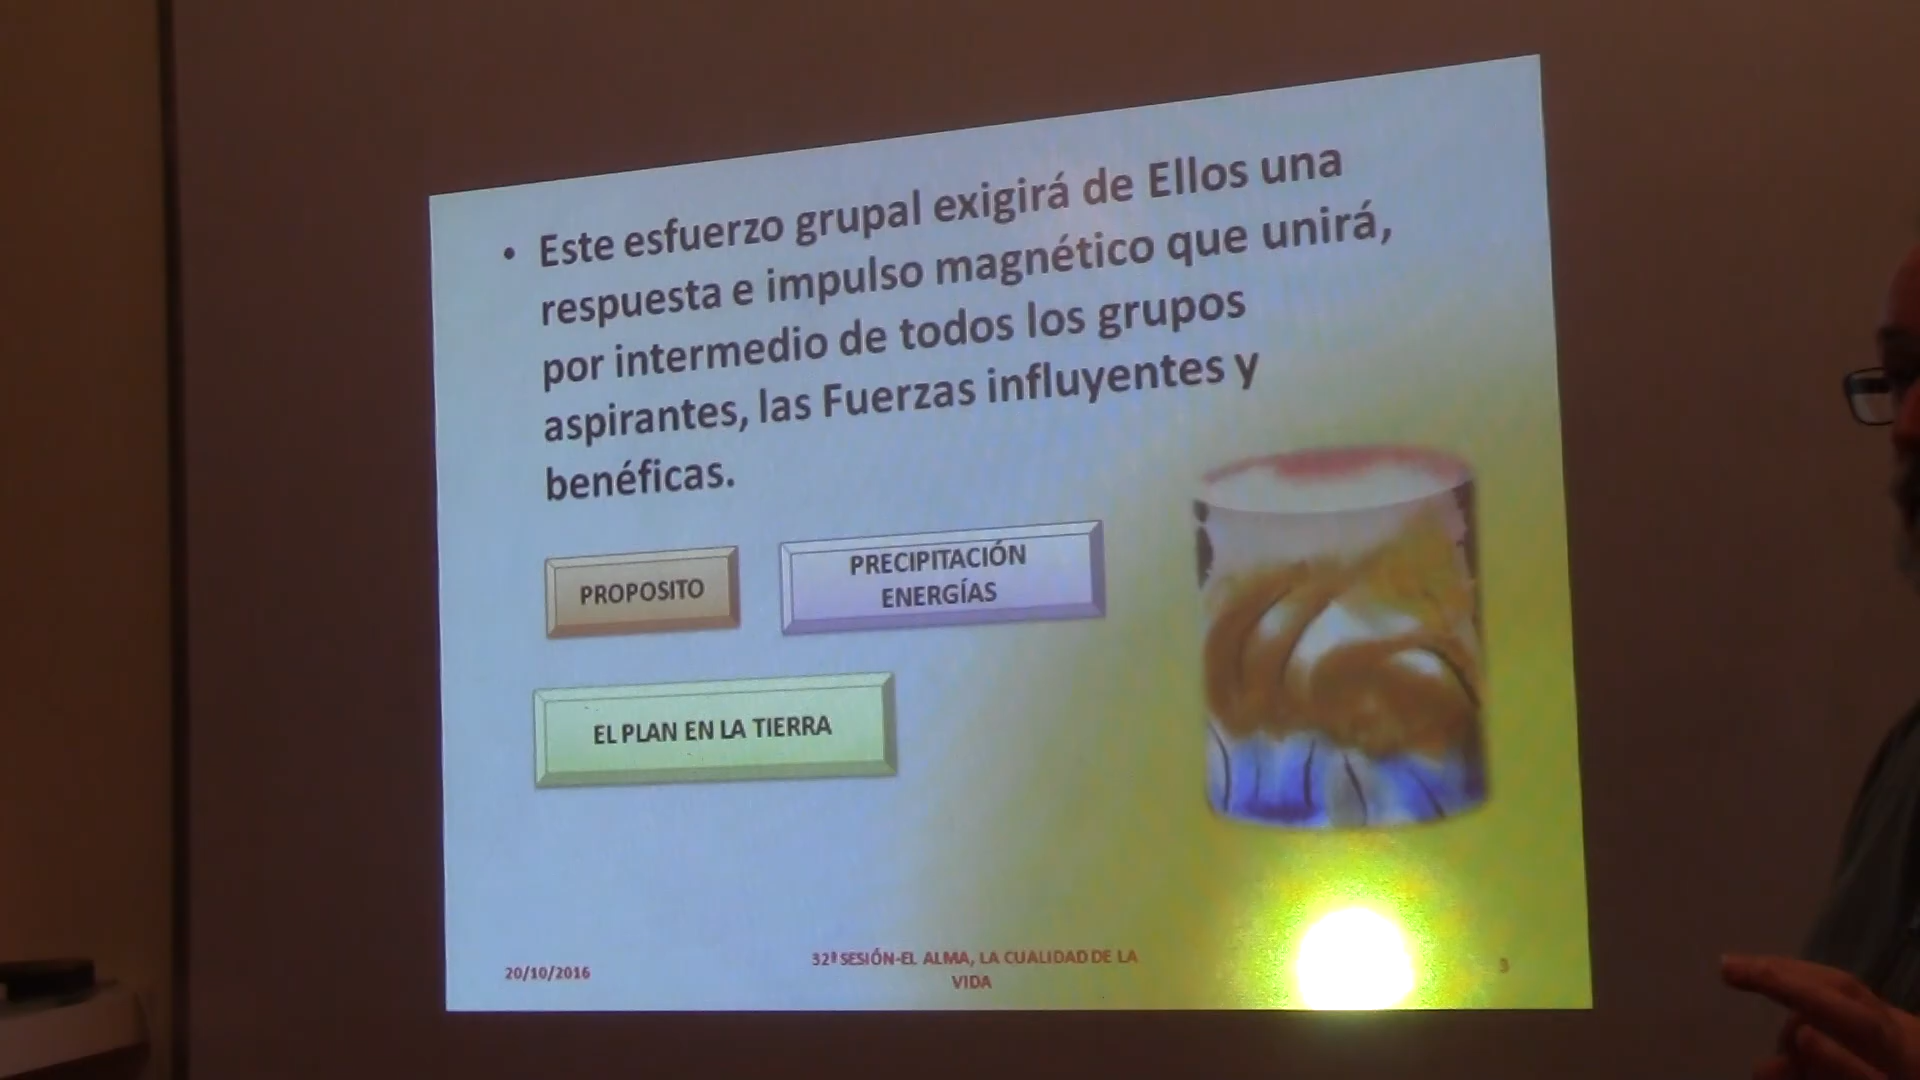 • Este esfuerzo grupal exigirá de Ellos una
respuesta e impulso magnético que unirá,
por intermedio de todos los grupos
aspirantes, las Fuerzas influyentes y
benéficas.
PROPOSITO
PRECIPITACIÓN
ENERGÍAS
EL PLAN EN LA TIERRA
20/10/2016
32ª SESIÓN-EL ALMA, LA CUALIDAD DE LA
VIDA
3